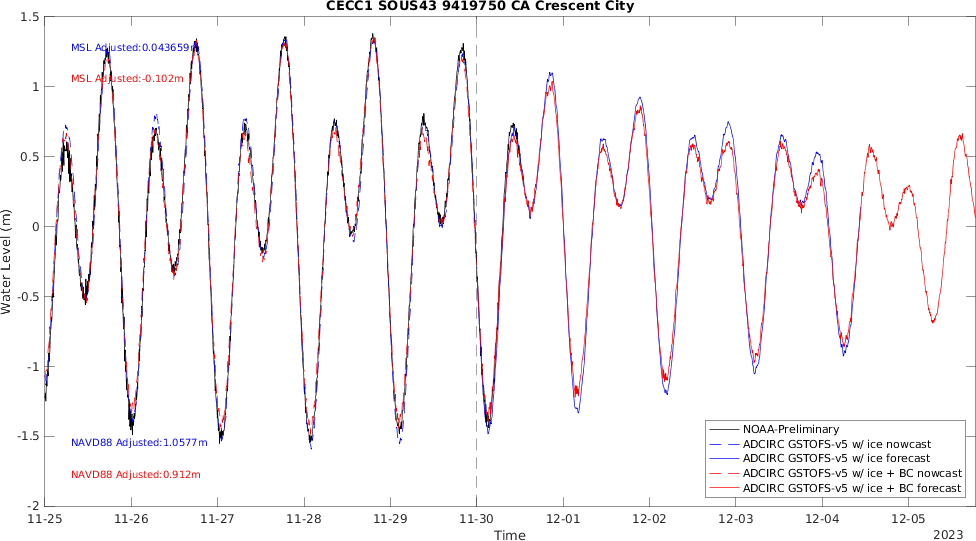 CECC1 SOUS43 9419750 CA Crescent City
1.5
1
0.5
0
-0.5
-1
-1.5
-2
Water Level (m)
MSL Adjusted:0.043659m
MSL Adjusted:-0.102m
NAVD88 Adjusted:1.0577m
NAVD88 Adjusted:0.912m
NOAA-Preliminary
ADCIRC GSTOFS-v5 w/ ice nowcast
ADCIRC GSTOFS-v5 w/ ice forecast
ADCIRC GSTOFS-v5 w/ ice + BC nowcast
ADCIRC GSTOFS-v5 w/ ice + BC forecast
11-25 11-26 11-27 11-28 11-29 11-30 12-01 12-02 12-03 12-04 12-05
Time
2023